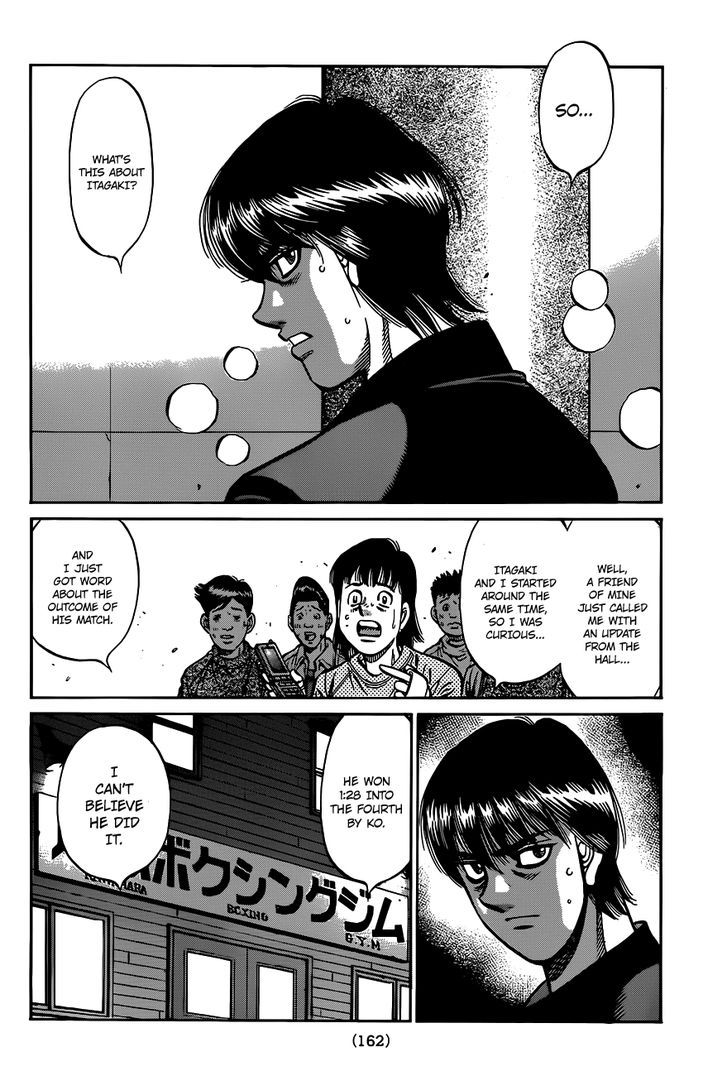 SO...
WHAT'S
THIS ABOUT
ITAGAKI?
WELL,
A FRIEND
OF MINE
JUST CALLED
ME WITH
AN UPDATE
FROM THE
HALL...
ITAGAKI
AND I STARTED
AROUND THE
SAME TIME,
SO I WAS
CURIOUS...
AND
I JUST
GOT WORD
ABOUT THE
OUTCOME OF
HIS MATCH.
HE WON
1:28 INTO
THE FOURTH
BY KO.
I
CAN'T
BELIEVE
HE DID
IT.
ボクシングジム
BOXING
G.Y.M
(162)